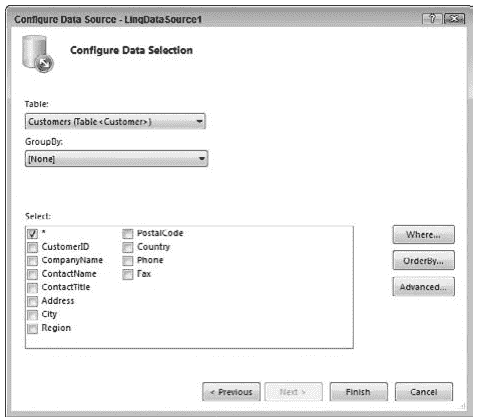 Configure Data Source - LinqDataSource1
Configure Data Selection
Table:
Customers (Table<Customer>)
GroupBy:
[None]
Select:
*
CustomerID
CompanyName
ContactName
ContactTitle
Address
City
Region
PostalCode
Country
Phone
Fax
Where...
OrderBy...
Advanced...
< Previous
Next >
Finish
Cancel